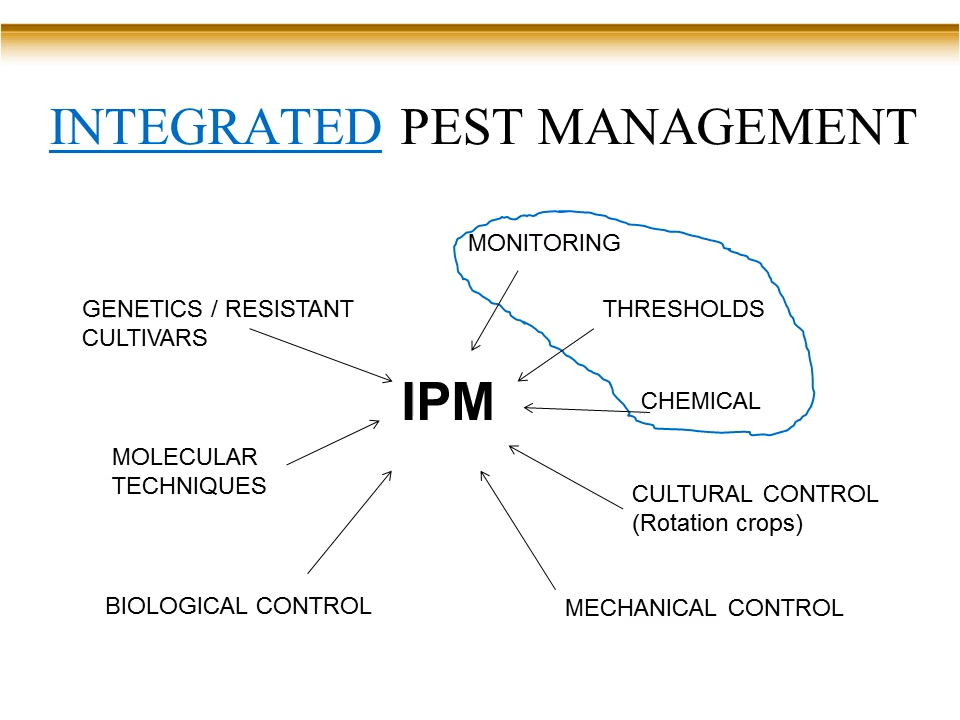 INTEGRATED PEST MANAGEMENT
MONITORING
GENETICS / RESISTANT
CULTIVARS
THRESHOLDS
IPM
CHEMICAL
MOLECULAR
TECHNIQUES
CULTURAL CONTROL
(Rotation crops)
BIOLOGICAL CONTROL
MECHANICAL CONTROL